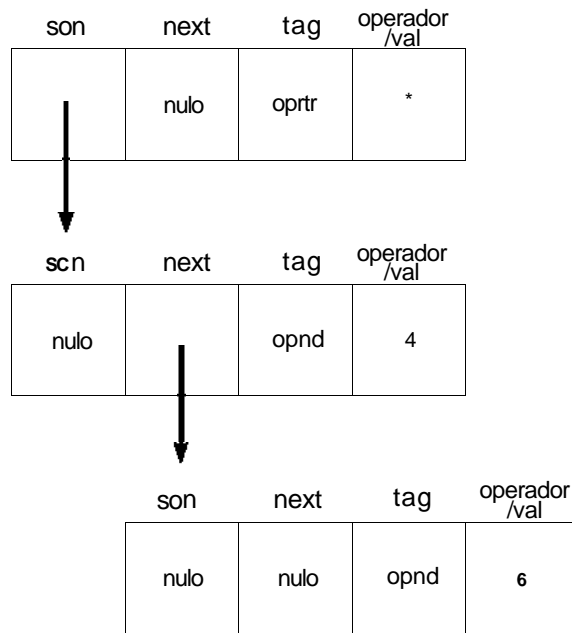 son next tag operador
/val
nulo oprtr *
scn next tag operador
/val
nulo opnd 4
son next tag operador
/val
nulo nulo opnd 6